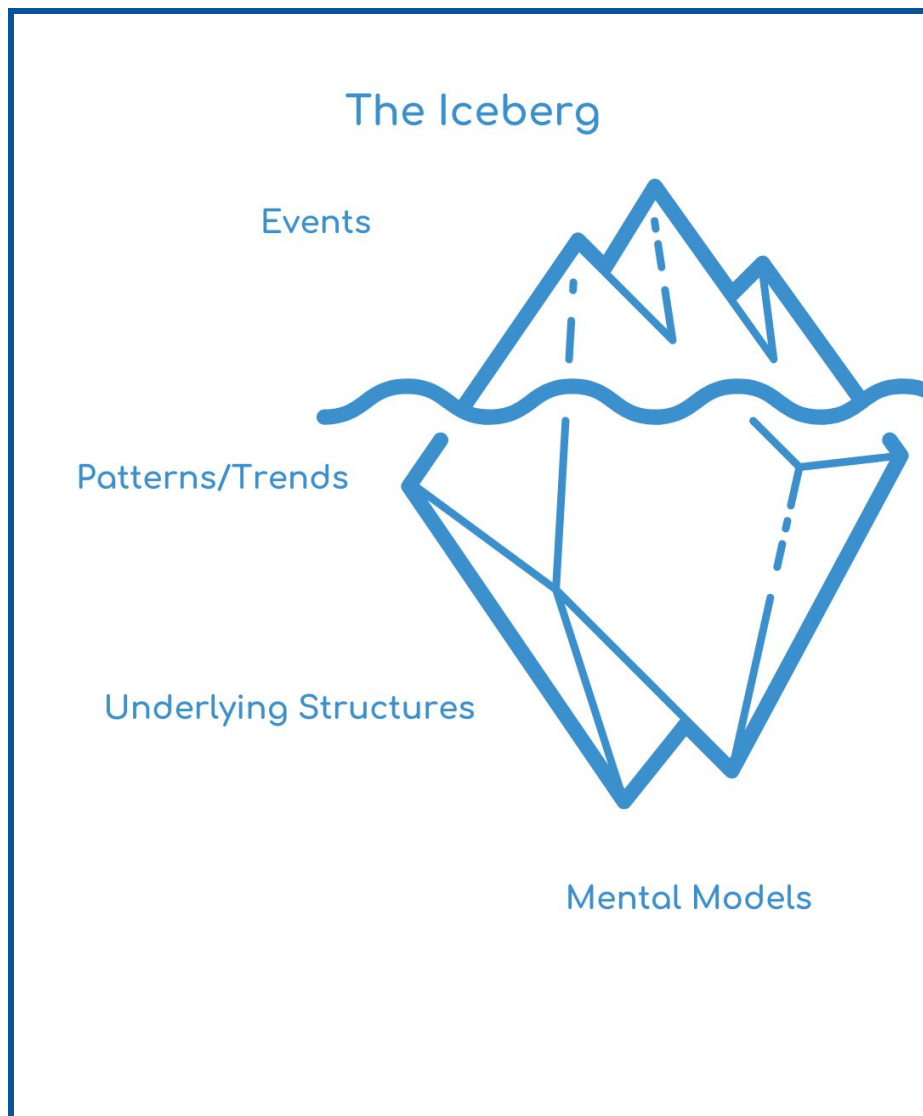 The Iceberg
Events
Patterns/Trends
Underlying Structures
Mental Models